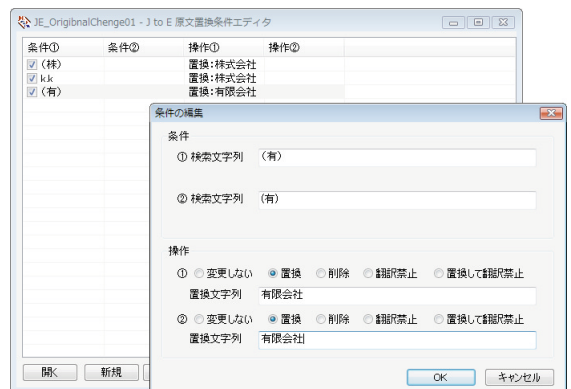 JE_OrigibnalChenge01 - J to E 原文置換条件エディタ
条件① 条件② 操作① 操作②
(株) 置換:株式会社
k.k 置換:株式会社
(有) 置換:有限会社
条件の編集
条件
① 検索文字列 (有)
② 検索文字列 (有)
操作
① 変更しない 置換 削除 翻訳禁止 置換して翻訳禁止
置換文字列 有限会社
② 変更しない 置換 削除 翻訳禁止 置換して翻訳禁止
置換文字列 有限会社
開く 新規
OK キャンセル